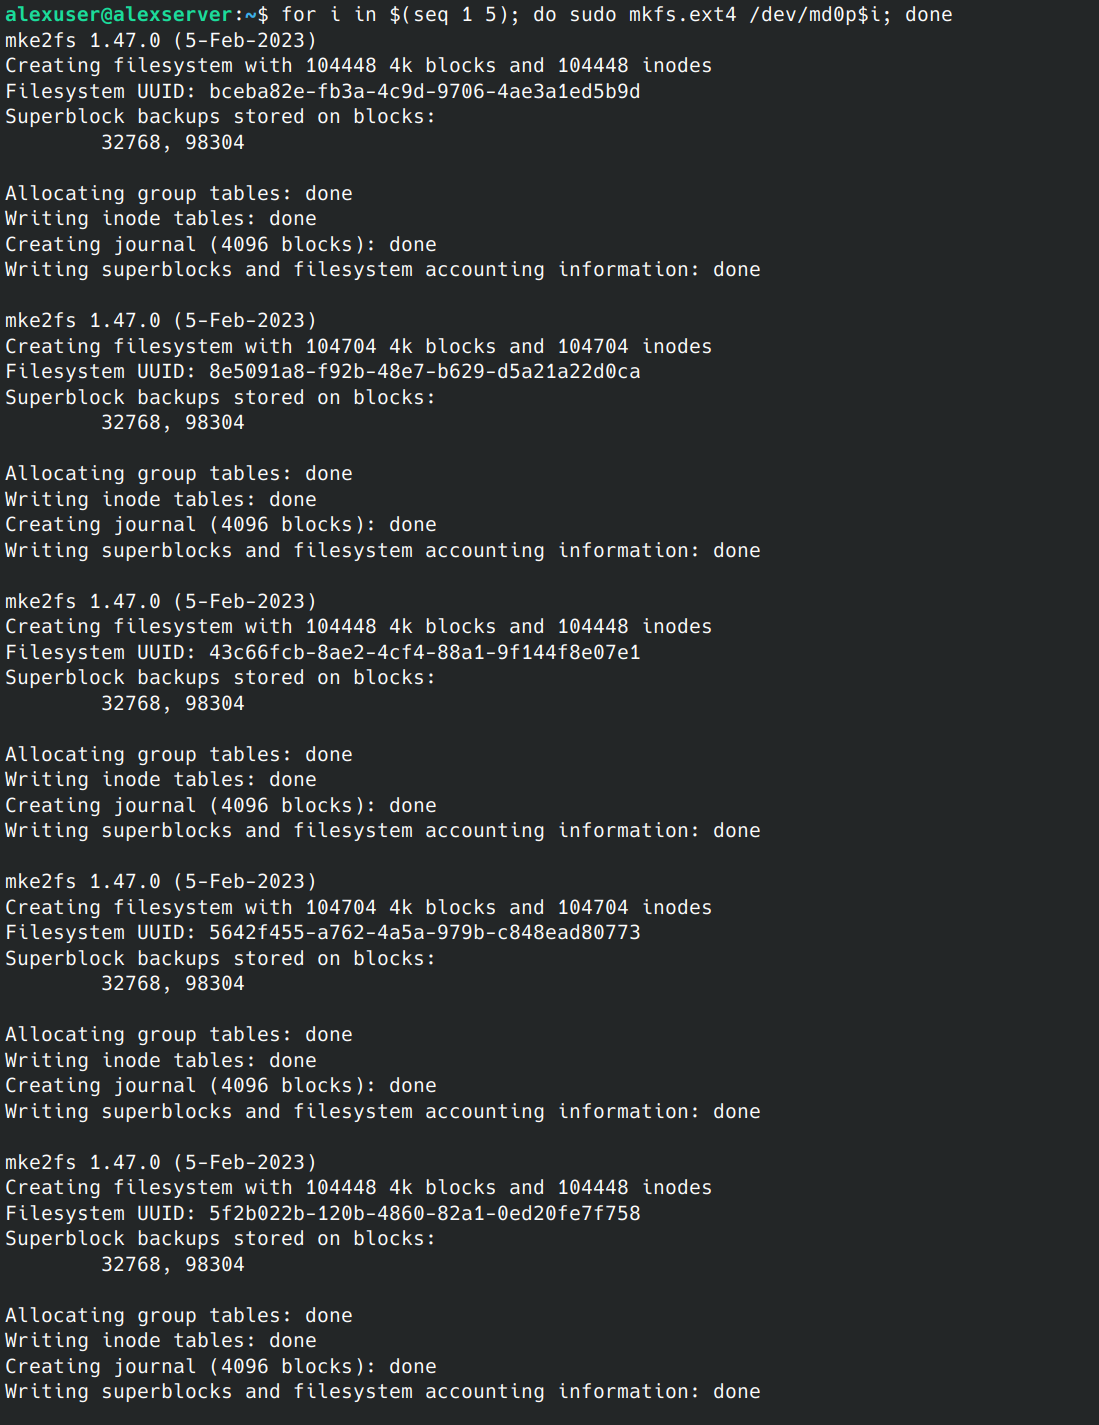 alexuser@alexserver:~$ for i in $(seq 1 5); do sudo mkfs.ext4 /dev/md0p$i; done
mke2fs 1.47.0 (5-Feb-2023)
Creating filesystem with 104448 4k blocks and 104448 inodes
Filesystem UUID: bceba82e-fb3a-4c9d-9706-4ae3a1ed5b9d
Superblock backups stored on blocks:
        32768, 98304

Allocating group tables: done
Writing inode tables: done
Creating journal (4096 blocks): done
Writing superblocks and filesystem accounting information: done

mke2fs 1.47.0 (5-Feb-2023)
Creating filesystem with 104704 4k blocks and 104704 inodes
Filesystem UUID: 8e5091a8-f92b-48e7-b629-d5a21a22d0ca
Superblock backups stored on blocks:
        32768, 98304

Allocating group tables: done
Writing inode tables: done
Creating journal (4096 blocks): done
Writing superblocks and filesystem accounting information: done

mke2fs 1.47.0 (5-Feb-2023)
Creating filesystem with 104448 4k blocks and 104448 inodes
Filesystem UUID: 43c66fcb-8ae2-4cf4-88a1-9f144f8e07e1
Superblock backups stored on blocks:
        32768, 98304

Allocating group tables: done
Writing inode tables: done
Creating journal (4096 blocks): done
Writing superblocks and filesystem accounting information: done

mke2fs 1.47.0 (5-Feb-2023)
Creating filesystem with 104704 4k blocks and 104704 inodes
Filesystem UUID: 5642f455-a762-4a5a-979b-c848ead80773
Superblock backups stored on blocks:
        32768, 98304

Allocating group tables: done
Writing inode tables: done
Creating journal (4096 blocks): done
Writing superblocks and filesystem accounting information: done

mke2fs 1.47.0 (5-Feb-2023)
Creating filesystem with 104448 4k blocks and 104448 inodes
Filesystem UUID: 5f2b022b-120b-4860-82a1-0ed20fe7f758
Superblock backups stored on blocks:
        32768, 98304

Allocating group tables: done
Writing inode tables: done
Creating journal (4096 blocks): done
Writing superblocks and filesystem accounting information: done